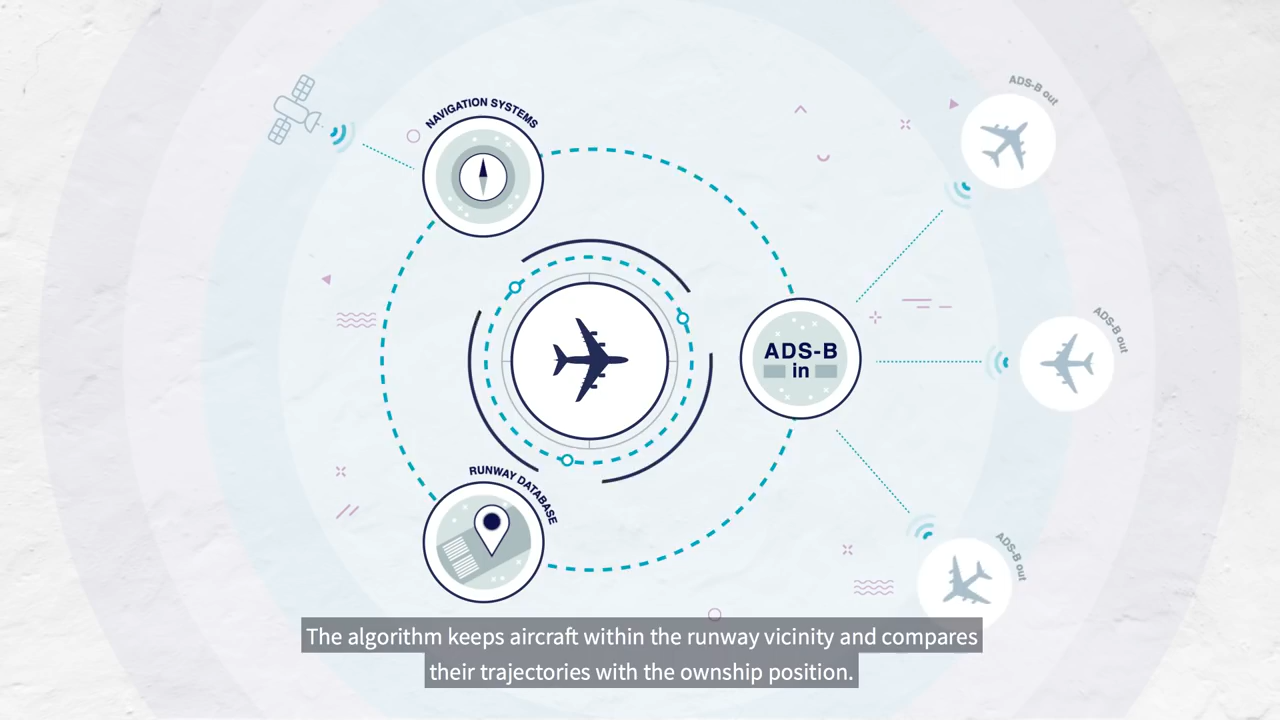 ADS-B out
NAVIGATION SYSTEMS
ADS-B out
ADS-B
in
RUNWAY DATABASE
ADS-B out
The algorithm keeps aircraft within the runway vicinity and compares
their trajectories with the ownship position.